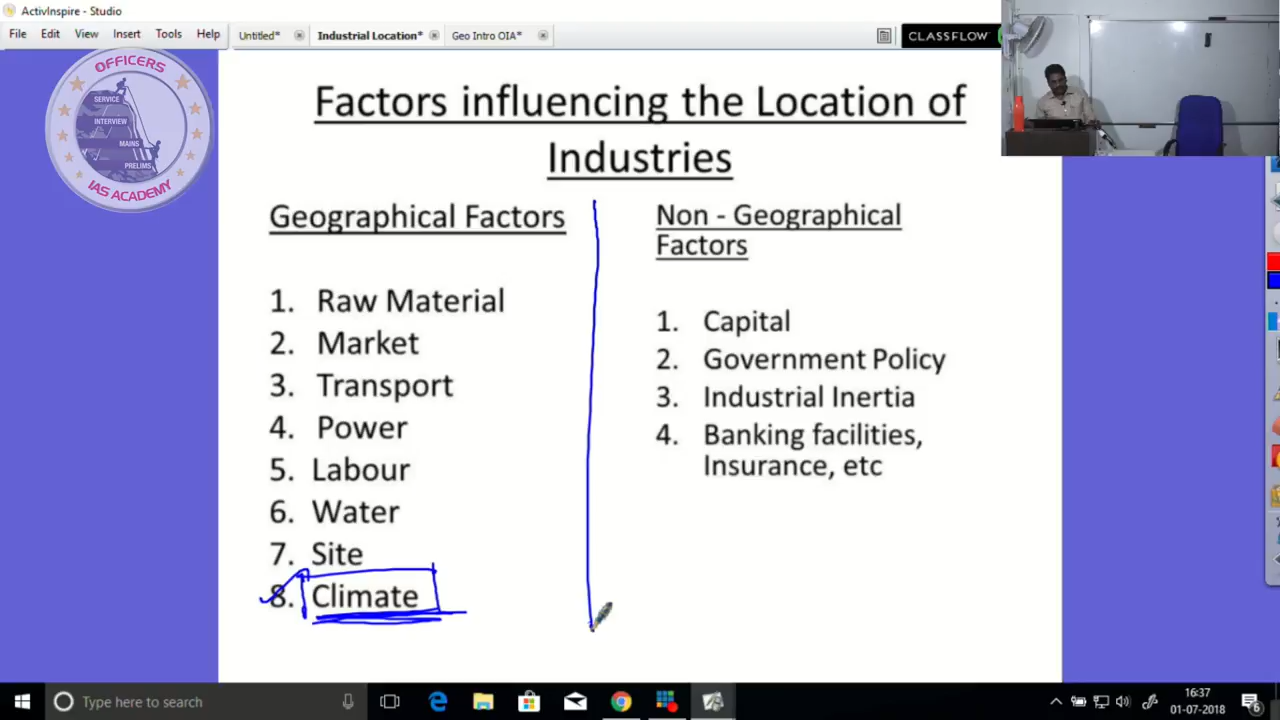 ActivInspire - Studio
File Edit View Insert Tools Help
Untitled* Industrial Location* Geo Intro OIA*
CLASSFLOW
OFFICERS
SERVICE
INTERVIEW
MAINS
PRELIMS
IAS ACADEMY
Factors influencing the Location of
Industries
Geographical Factors
1. Raw Material
2. Market
3. Transport
4. Power
5. Labour
6. Water
7. Site
8. Climate
Non - Geographical
Factors
1. Capital
2. Government Policy
3. Industrial Inertia
4. Banking facilities,
Insurance, etc
Type here to search
16:37
01-07-2018
6